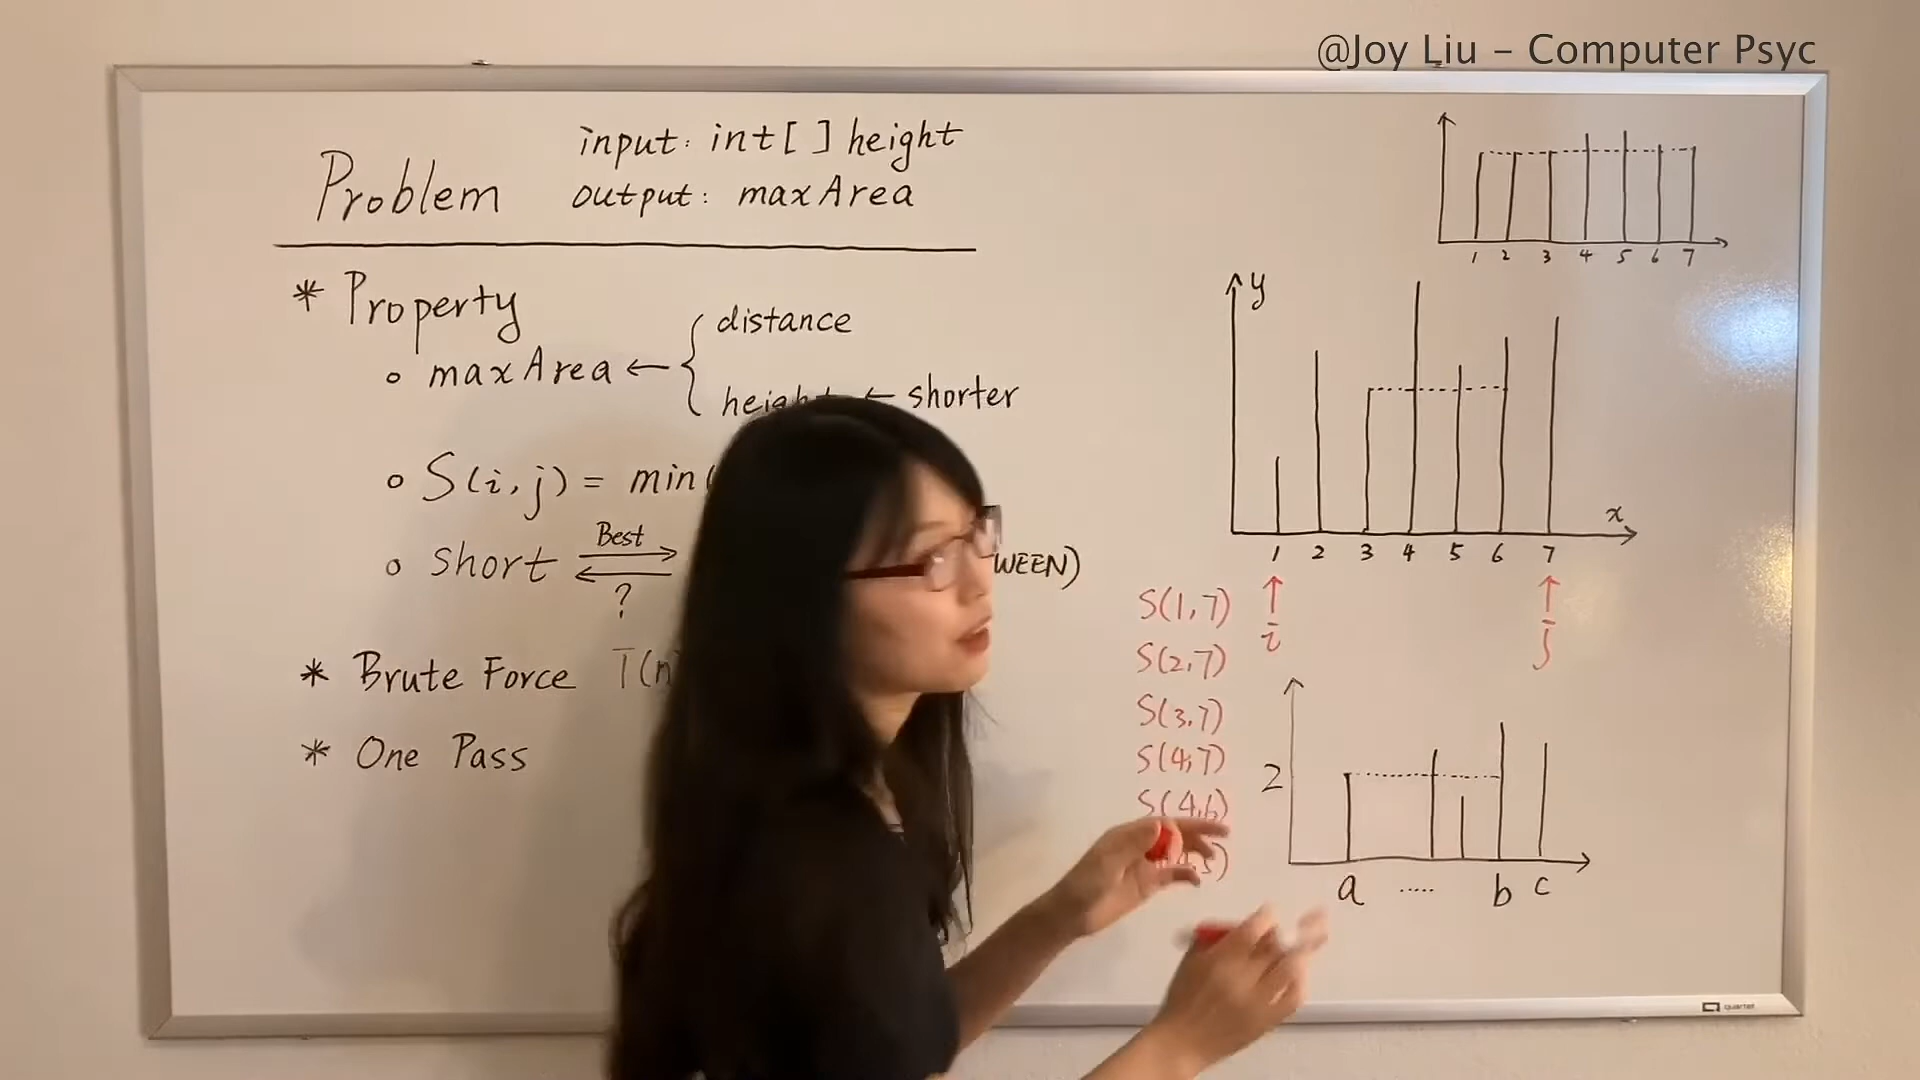 @Joy Liu – Computer Psyc
Problem
input: int[ ] height
output: maxArea
* Property
distance
maxArea ←
← shorter
S(i,j) = min(
Best
short
?
WEEN)
* Brute Force T(n
* One Pass
1 2 3 4 5 6 7
y
x
1 2 3 4 5 6 7
i
j
S(1,7)
S(2,7)
S(3,7)
S(4,7)
S(4,6)
2
a ..... b c
quartet